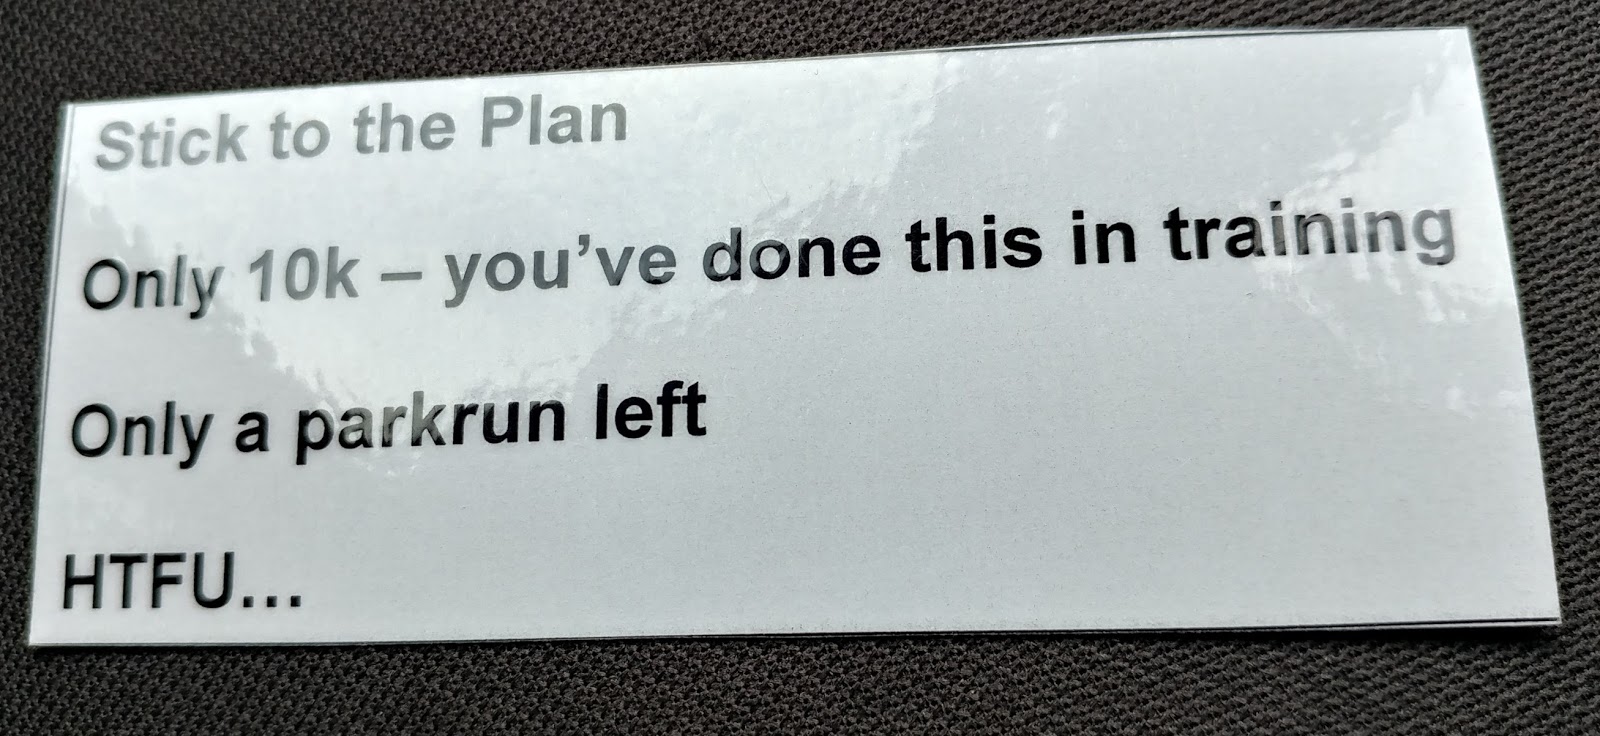 Stick to the Plan
Only 10k – you’ve done this in training
Only a parkrun left
HTFU...